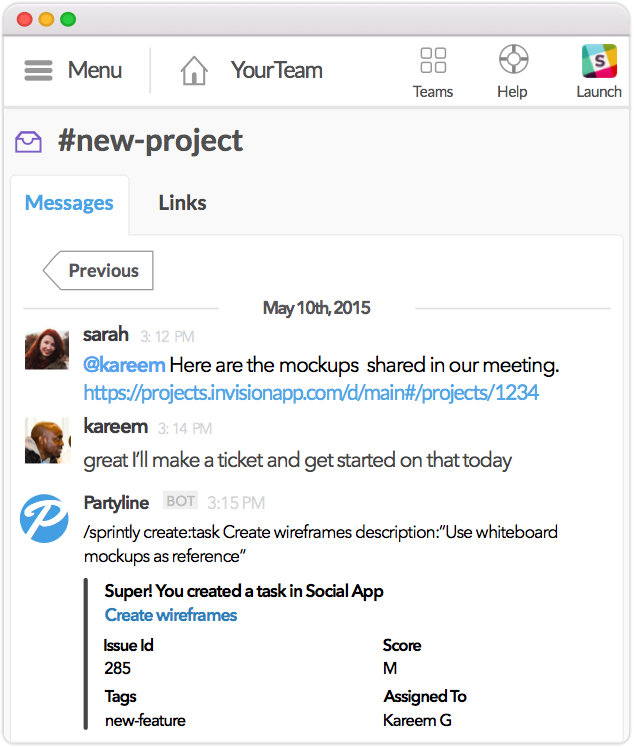 Menu
YourTeam
Teams
Help
S
Launch
#new-project
Messages
Links
Previous
May 10th, 2015
sarah 3: 12 PM
@kareem Here are the mockups shared in our meeting.
https://projects.invisionapp.com/d/main#/projects/1234
kareem 3: 14 PM
great I’ll make a ticket and get started on that today
Partyline BOT 3:15 PM
/sprintly create:task Create wireframes description:“Use whiteboard
mockups as reference”
Super! You created a task in Social App
Create wireframes
Issue Id
Score
285
M
Tags
Assigned To
new-feature
Kareem G